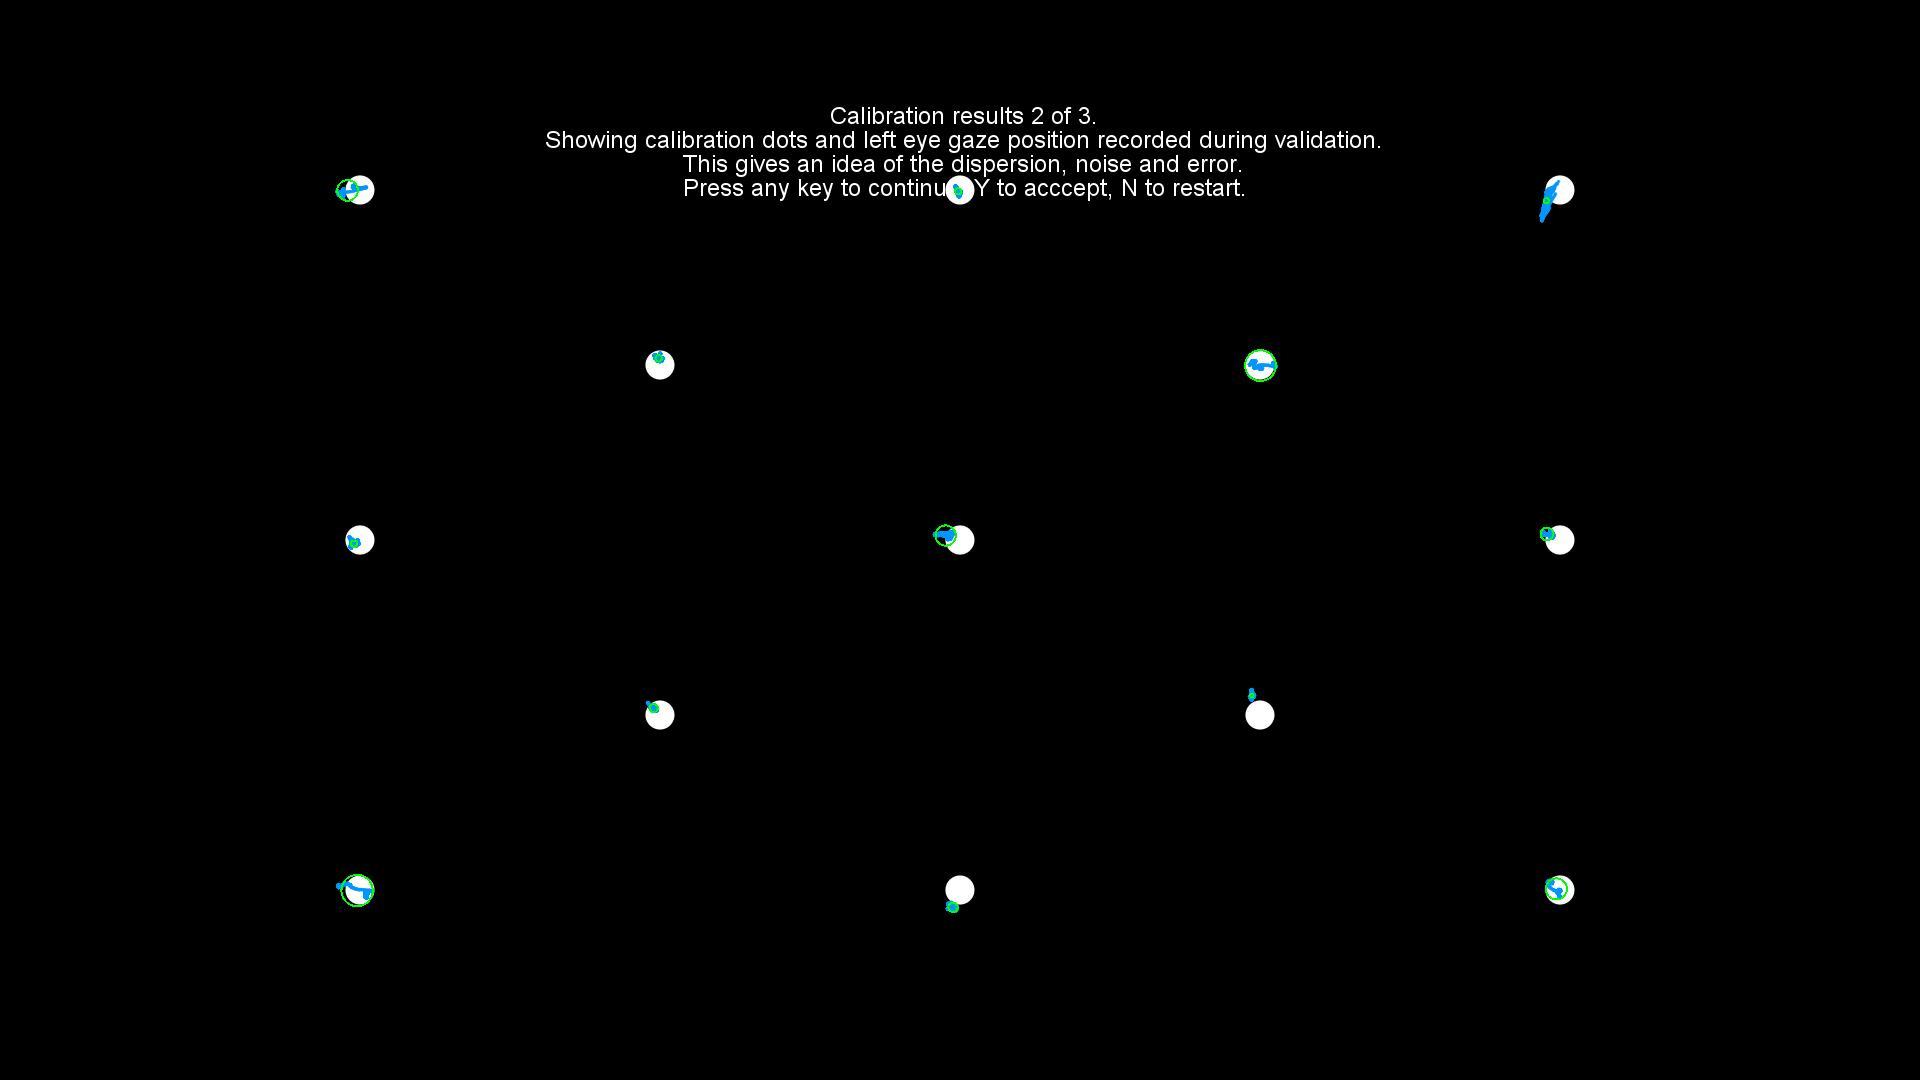 Calibration results 2 of 3.
Showing calibration dots and left eye gaze position recorded during validation.
This gives an idea of the dispersion, noise and error.
Press any key to continu Y to acccept, N to restart.